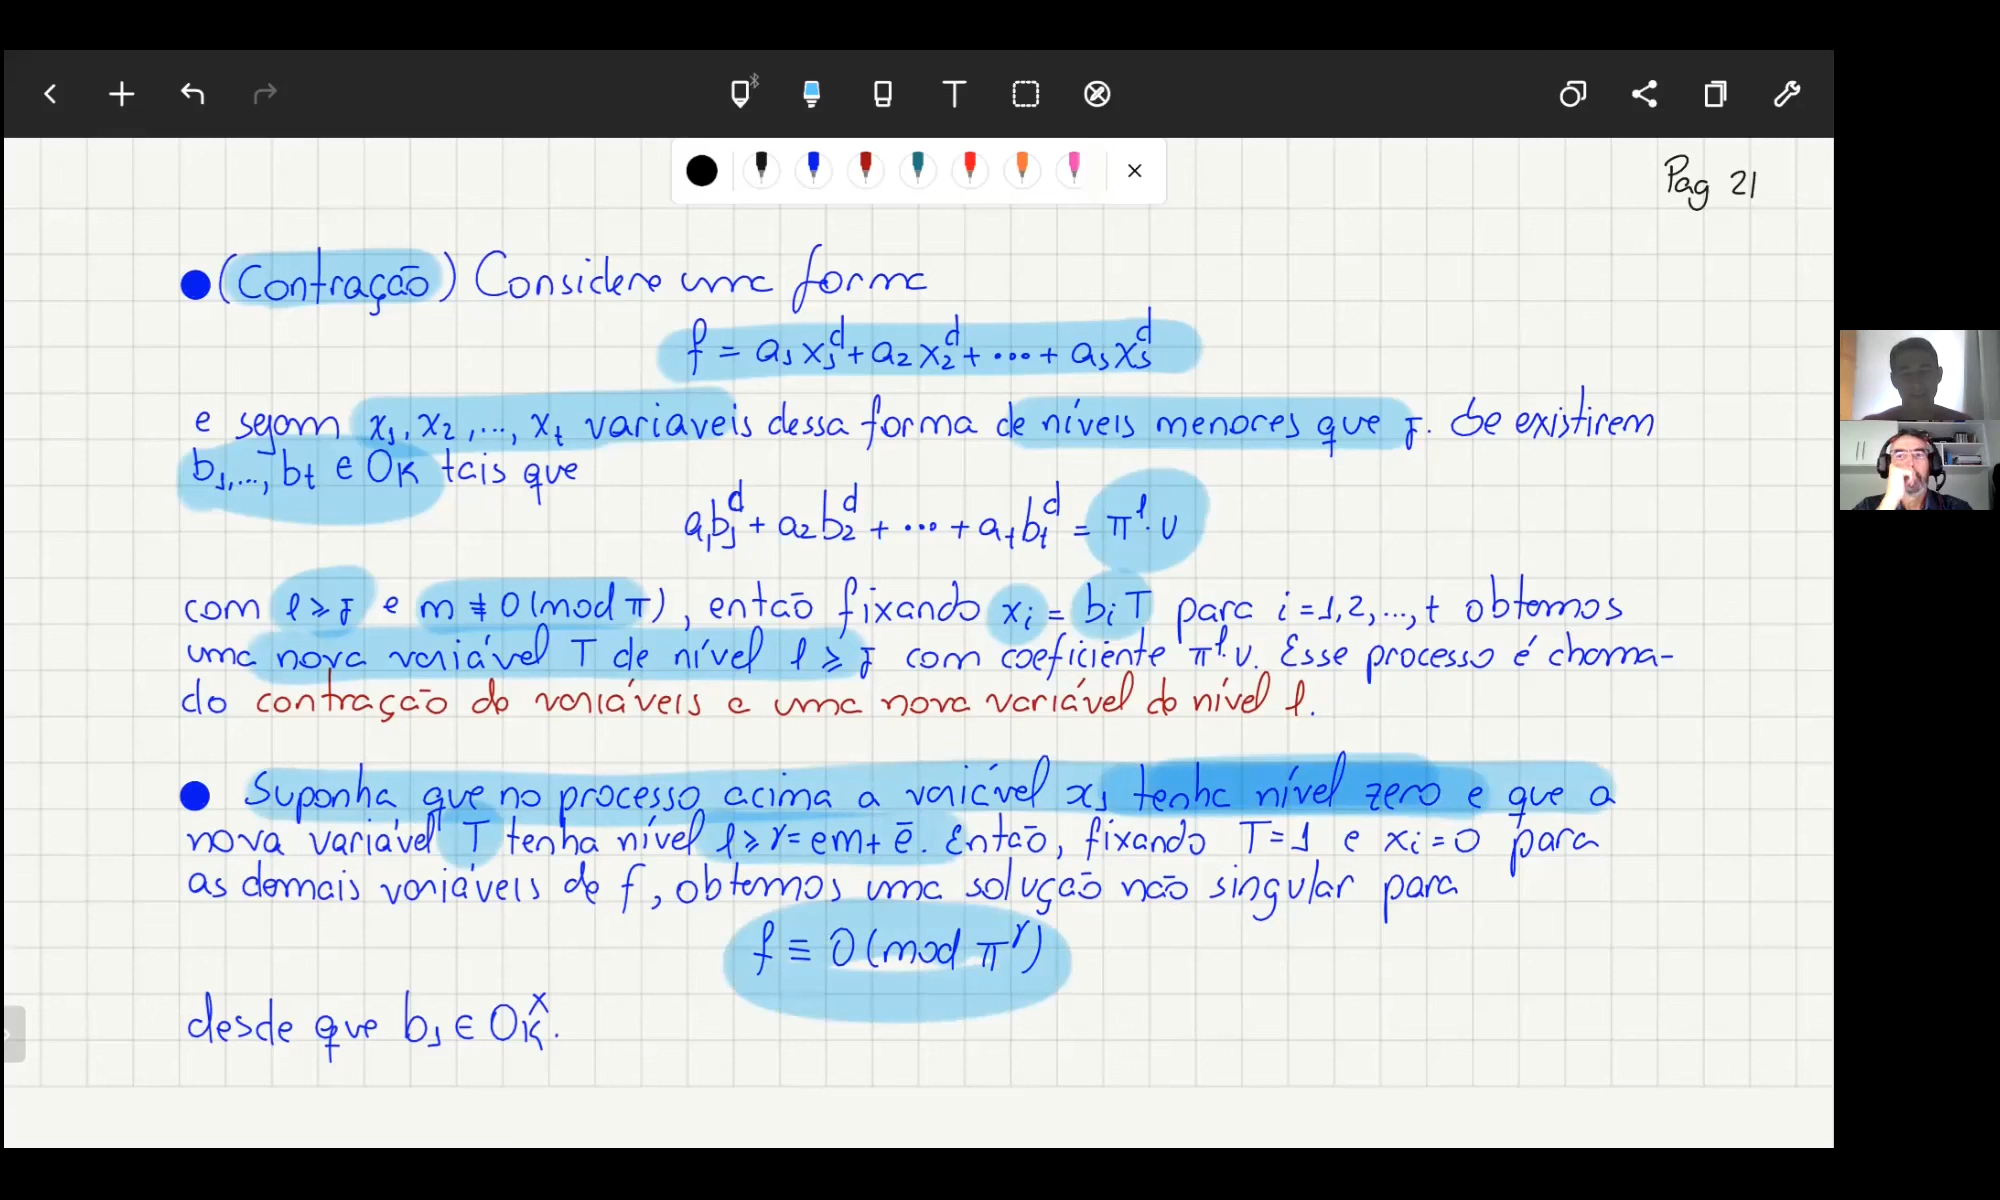 Pag 21
● (Contração) Considere uma forma
f = a₁x₁ᵈ + a₂x₂ᵈ + ... + aₛxₛᵈ
e sejam x₁, x₂, ..., xₜ variaveis dessa forma de níveis menores que j. Se existirem
b₁, ..., bₜ ∈ OK tais que
a₁b₁ᵈ + a₂b₂ᵈ + ... + aₜbₜᵈ = πˡ·υ
com l ≥ j e m ≢ 0 (mod π), então fixando xᵢ = bᵢT para i = 1, 2, ..., t obtemos
uma nova variável T de nível l ≥ j com coeficiente πˡ·υ. Esse processo é chama-
do contração de variáveis a uma nova variável de nível l.
● Suponha que no processo acima a variável x₁ tenha nível zero e que a
nova variável T tenha nível l ≥ γ = em + ē. Então, fixando T = 1 e xᵢ = 0 para
as demais variáveis de f, obtemos uma solução não singular para
f ≡ 0 (mod π^γ)
desde que b₁ ∈ OK^×.